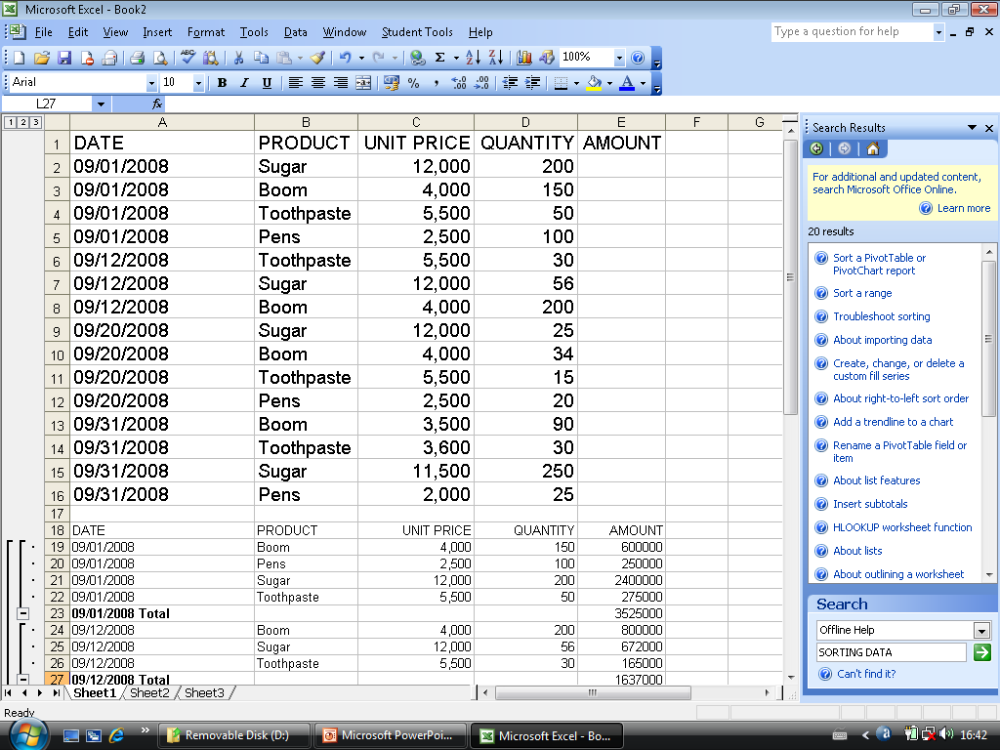 Microsoft Excel - Book2
File Edit View Insert Format Tools Data Window Student Tools Help
Type a question for help
100%
Arial 10 B I U
L27 fx
1 2 3
A B C D E F G
1 DATE PRODUCT UNIT PRICE QUANTITY AMOUNT
2 09/01/2008 Sugar 12,000 200
3 09/01/2008 Boom 4,000 150
4 09/01/2008 Toothpaste 5,500 50
5 09/01/2008 Pens 2,500 100
6 09/12/2008 Toothpaste 5,500 30
7 09/12/2008 Sugar 12,000 56
8 09/12/2008 Boom 4,000 200
9 09/20/2008 Sugar 12,000 25
10 09/20/2008 Boom 4,000 34
11 09/20/2008 Toothpaste 5,500 15
12 09/20/2008 Pens 2,500 20
13 09/31/2008 Boom 3,500 90
14 09/31/2008 Toothpaste 3,600 30
15 09/31/2008 Sugar 11,500 250
16 09/31/2008 Pens 2,000 25
17
18 DATE PRODUCT UNIT PRICE QUANTITY AMOUNT
19 09/01/2008 Boom 4,000 150 600000
20 09/01/2008 Pens 2,500 100 250000
21 09/01/2008 Sugar 12,000 200 2400000
22 09/01/2008 Toothpaste 5,500 50 275000
23 09/01/2008 Total 3525000
24 09/12/2008 Boom 4,000 200 800000
25 09/12/2008 Sugar 12,000 56 672000
26 09/12/2008 Toothpaste 5,500 30 165000
27 09/12/2008 Total 1637000
Sheet1 Sheet2 Sheet3
Search Results
For additional and updated content,
search Microsoft Office Online.
Learn more
20 results
Sort a PivotTable or
PivotChart report
Sort a range
Troubleshoot sorting
About importing data
Create, change, or delete a
custom fill series
About right-to-left sort order
Add a trendline to a chart
Rename a PivotTable field or
item
About list features
Insert subtotals
HLOOKUP worksheet function
About lists
About outlining a worksheet
Search
Offline Help
SORTING DATA
Can't find it?
Ready
Removable Disk (D:)
Microsoft PowerPoi...
Microsoft Excel - Bo...
16:42